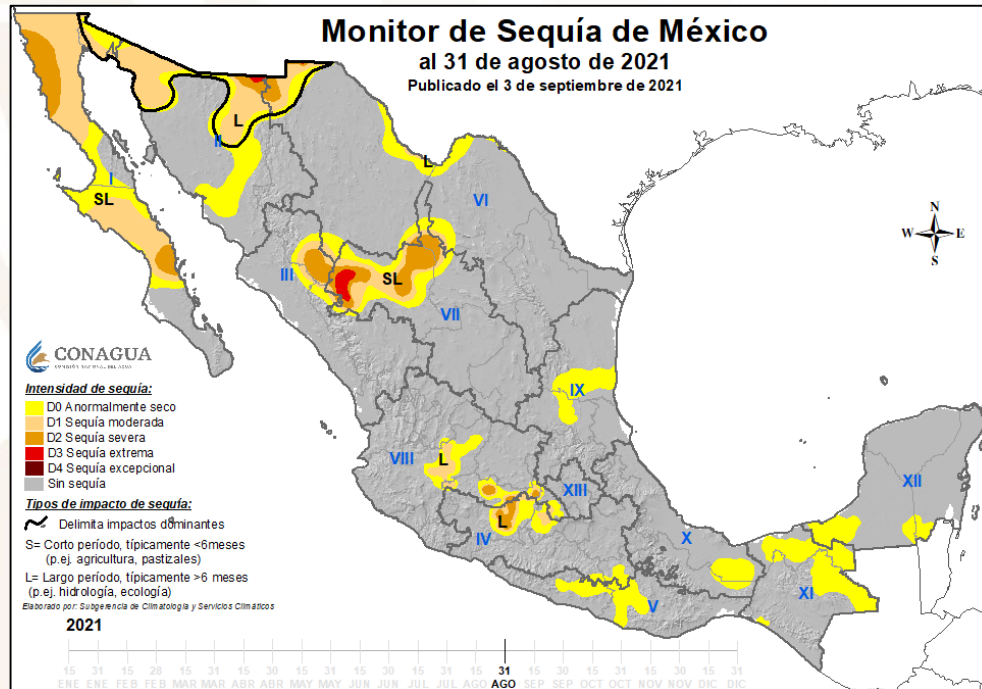 Monitor de Sequía de México
al 31 de agosto de 2021
Publicado el 3 de septiembre de 2021
N
W E
S
L
II
L
I
SL
VI
III
SL
VII
IX
VIII
L
XIII
XII
L
IV
X
V
XI
CONAGUA
COMISIÓN NACIONAL DEL AGUA
Intensidad de sequía:
D0 Anormalmente seco
D1 Sequía moderada
D2 Sequía severa
D3 Sequía extrema
D4 Sequía excepcional
Sin sequía
Tipos de impacto de sequía:
Delimita impactos dominantes
S= Corto período, típicamente <6meses
(p.ej. agricultura, pastizales)
L= Largo período, típicamente >6 meses
(p.ej. hidrología, ecología)
Elaborado por: Subgerencia de Climatología y Servicios Climáticos
2021
15 31 15 28 15 31 15 30 15 31 15 30 15 31 15 31 15 30 15 31 15 30 15 31
ENE ENE FEB FEB MAR MAR ABR ABR MAY MAY JUN JUN JUL JUL AGO AGO SEP SEP OCT OCT NOV NOV DIC DIC